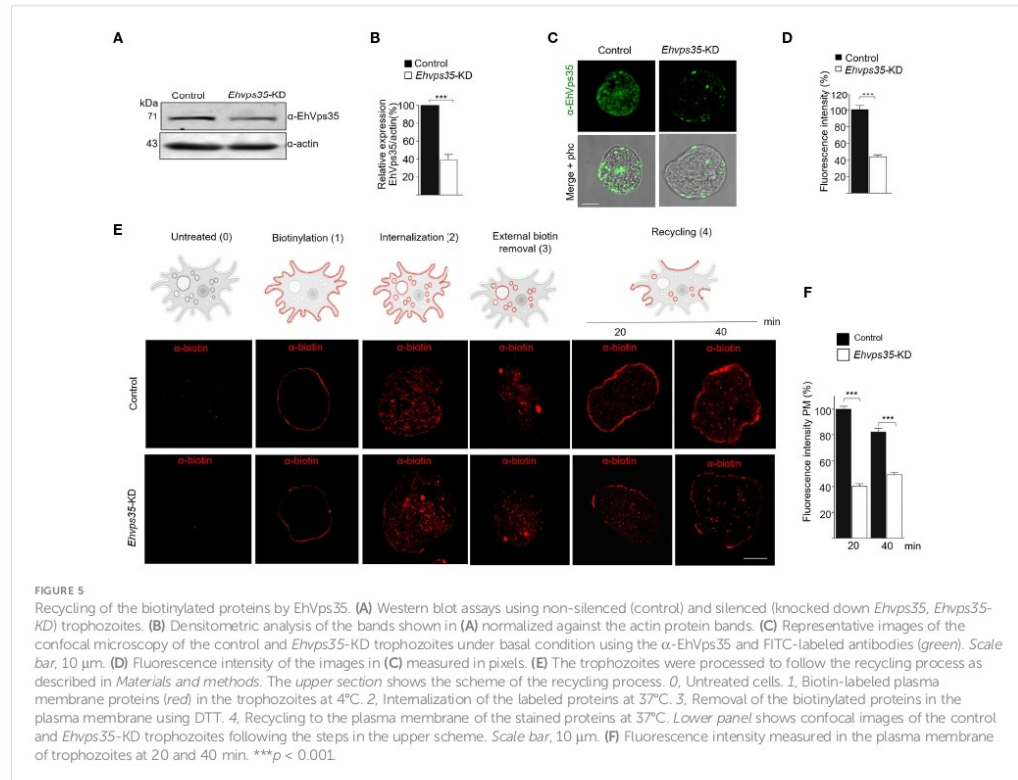 A
kDa
Control
Ehvps35-KD
71
α-EhVps35
43
α-actin
B
Control
Ehvps35-KD
***
Relative expression
EhVps35/actin(%)
100
80
60
40
20
C
Control
Ehvps35-KD
α-EhVps35
Merge + phc
D
Control
Ehvps35-KD
Fluorescence intensity (%)
120
100
80
60
40
20
***
E
Untreated (0)
Biotinylation (1)
Internalization (2)
External biotin
removal (3)
Recycling (4)
20
40
min
Control
α-biotin
α-biotin
α-biotin
α-biotin
α-biotin
α-biotin
Ehvps35-KD
α-biotin
α-biotin
α-biotin
α-biotin
α-biotin
α-biotin
F
Control
Ehvps35-KD
Fluorescence intensity PM (%)
100
80
60
40
20
***
***
20
40
min
FIGURE 5
Recycling of the biotinylated proteins by EhVps35. (A) Western blot assays using non-silenced (control) and silenced (knocked down Ehvps35, Ehvps35-
KD) trophozoites. (B) Densitometric analysis of the bands shown in (A) normalized against the actin protein bands. (C) Representative images of the
confocal microscopy of the control and Ehvps35-KD trophozoites under basal condition using the α-EhVps35 and FITC-labeled antibodies (green). Scale
bar, 10 μm. (D) Fluorescence intensity of the images in (C) measured in pixels. (E) The trophozoites were processed to follow the recycling process as
described in Materials and methods. The upper section shows the scheme of the recycling process. 0, Untreated cells. 1, Biotin-labeled plasma
membrane proteins (red) in the trophozoites at 4°C. 2, Internalization of the labeled proteins at 37°C. 3, Removal of the biotinylated proteins in the
plasma membrane using DTT. 4, Recycling to the plasma membrane of the stained proteins at 37°C. Lower panel shows confocal images of the control
and Ehvps35-KD trophozoites following the steps in the upper scheme. Scale bar, 10 μm. (F) Fluorescence intensity measured in the plasma membrane
of trophozoites at 20 and 40 min. ***p < 0.001.